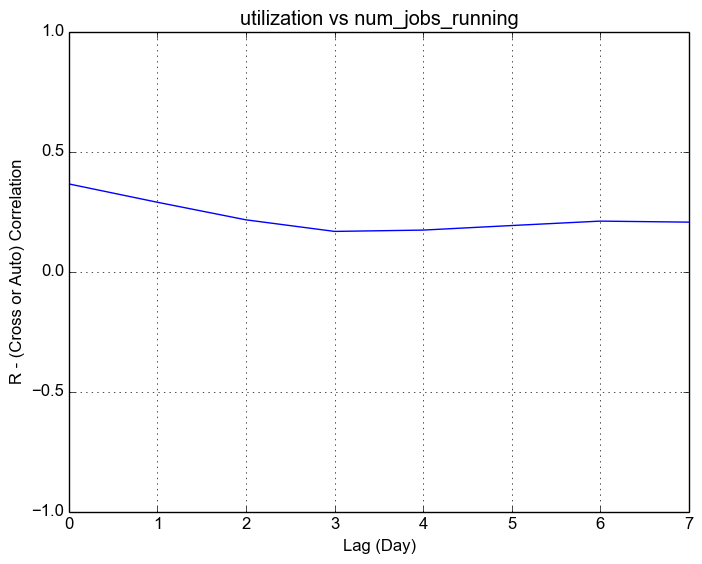 utilization vs num_jobs_running
1.0
0.5
0.0
−0.5
−1.0
R - (Cross or Auto) Correlation
0 1 2 3 4 5 6 7
Lag (Day)